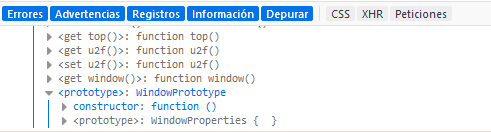 Errores Advertencias Registros Información Depurar CSS XHR Peticiones
<get top()>: function top()
<get u2f()>: function u2f()
<set u2f()>: function u2f()
<get window()>: function window()
<prototype>: WindowPrototype
constructor: function ()
<prototype>: WindowProperties { }